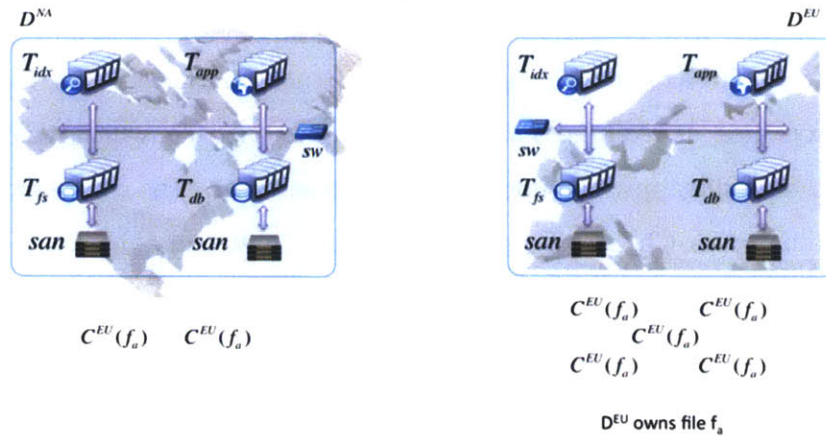 D^NA
T_idx T_app
sw
T_fs T_db
san san
C^EU(f_a) C^EU(f_a)
D^EU
T_idx T_app
sw
T_fs T_db
san san
C^EU(f_a) C^EU(f_a)
C^EU(f_a)
C^EU(f_a) C^EU(f_a)
D^EU owns file f_a